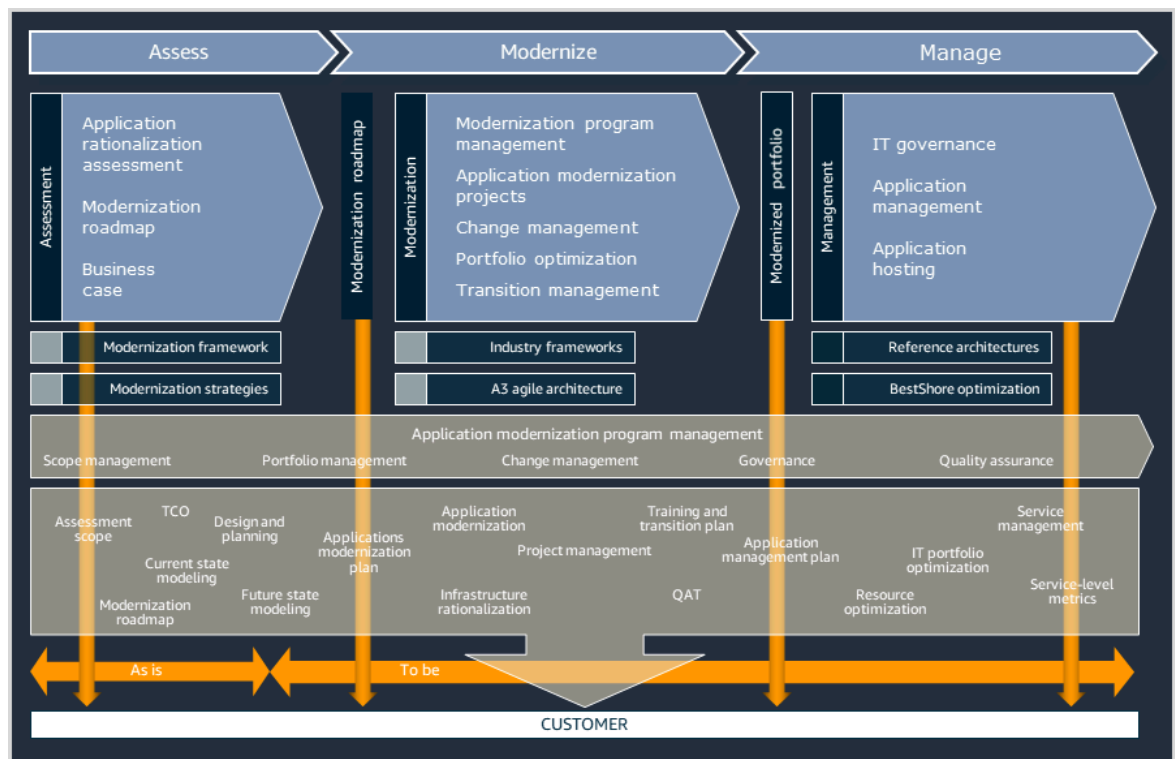 Assess
Modernize
Manage
Assessment
Application
rationalization
assessment
Modernization
roadmap
Business
case
Modernization roadmap
Modernization
Modernization program
management
Application modernization
projects
Change management
Portfolio optimization
Transition management
Modernized portfolio
Management
IT governance
Application
management
Application
hosting
Modernization framework
Industry frameworks
Reference architectures
Modernization strategies
A3 agile architecture
BestShore optimization
Application modernization program management
Scope management
Portfolio management
Change management
Governance
Quality assurance
Assessment
scope
TCO
Design and
planning
Current state
modeling
Modernization
roadmap
Future state
modeling
Applications
modernization
plan
Application
modernization
Project management
Infrastructure
rationalization
Training and
transition plan
QAT
Application
management plan
Resource
optimization
IT portfolio
optimization
Service
management
Service-level
metrics
As is
To be
CUSTOMER